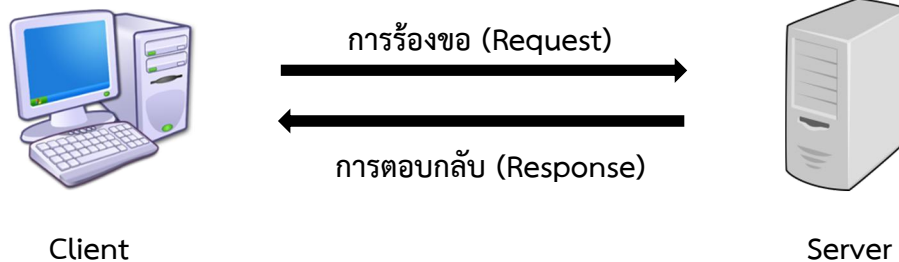 การร้องขอ (Request)
การตอบกลับ (Response)
Client
Server